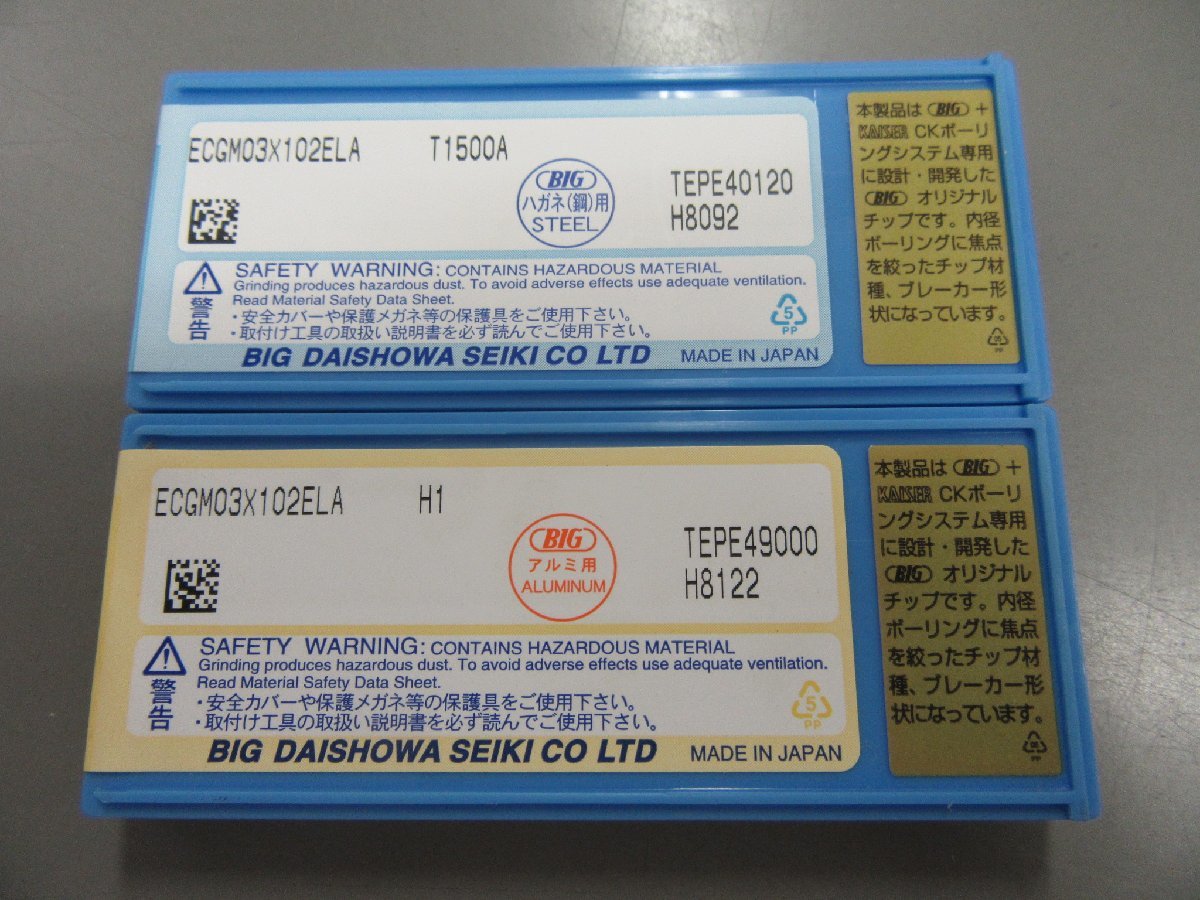 ECGM03X102ELA T1500A
BIG
ハガネ(鋼)用
STEEL
TEPE40120
H8092
SAFETY WARNING: CONTAINS HAZARDOUS MATERIAL
Grinding produces hazardous dust. To avoid adverse effects use adequate ventilation.
Read Material Safety Data Sheet.
警告
・安全カバーや保護メガネ等の保護具をご使用下さい。
・取付け工具の取扱い説明書を必ず読んでご使用下さい。
5
PP
BIG DAISHOWA SEIKI CO LTD MADE IN JAPAN
本製品は BIG +
KAISER CKボーリ
ングシステム専用
に設計・開発した
BIG オリジナル
チップです。内径
ボーリングに焦点
を絞ったチップ材
種、ブレーカー形
状になっています。
PP
ECGM03X102ELA H1
BIG
アルミ用
ALUMINUM
TEPE49000
H8122
SAFETY WARNING: CONTAINS HAZARDOUS MATERIAL
Grinding produces hazardous dust. To avoid adverse effects use adequate ventilation.
Read Material Safety Data Sheet.
警告
・安全カバーや保護メガネ等の保護具をご使用下さい。
・取付け工具の取扱い説明書を必ず読んでご使用下さい。
5
PP
BIG DAISHOWA SEIKI CO LTD MADE IN JAPAN
本製品は BIG +
KAISER CKボーリ
ングシステム専用
に設計・開発した
BIG オリジナル
チップです。内径
ボーリングに焦点
を絞ったチップ材
種、ブレーカー形
状になっています。
PP